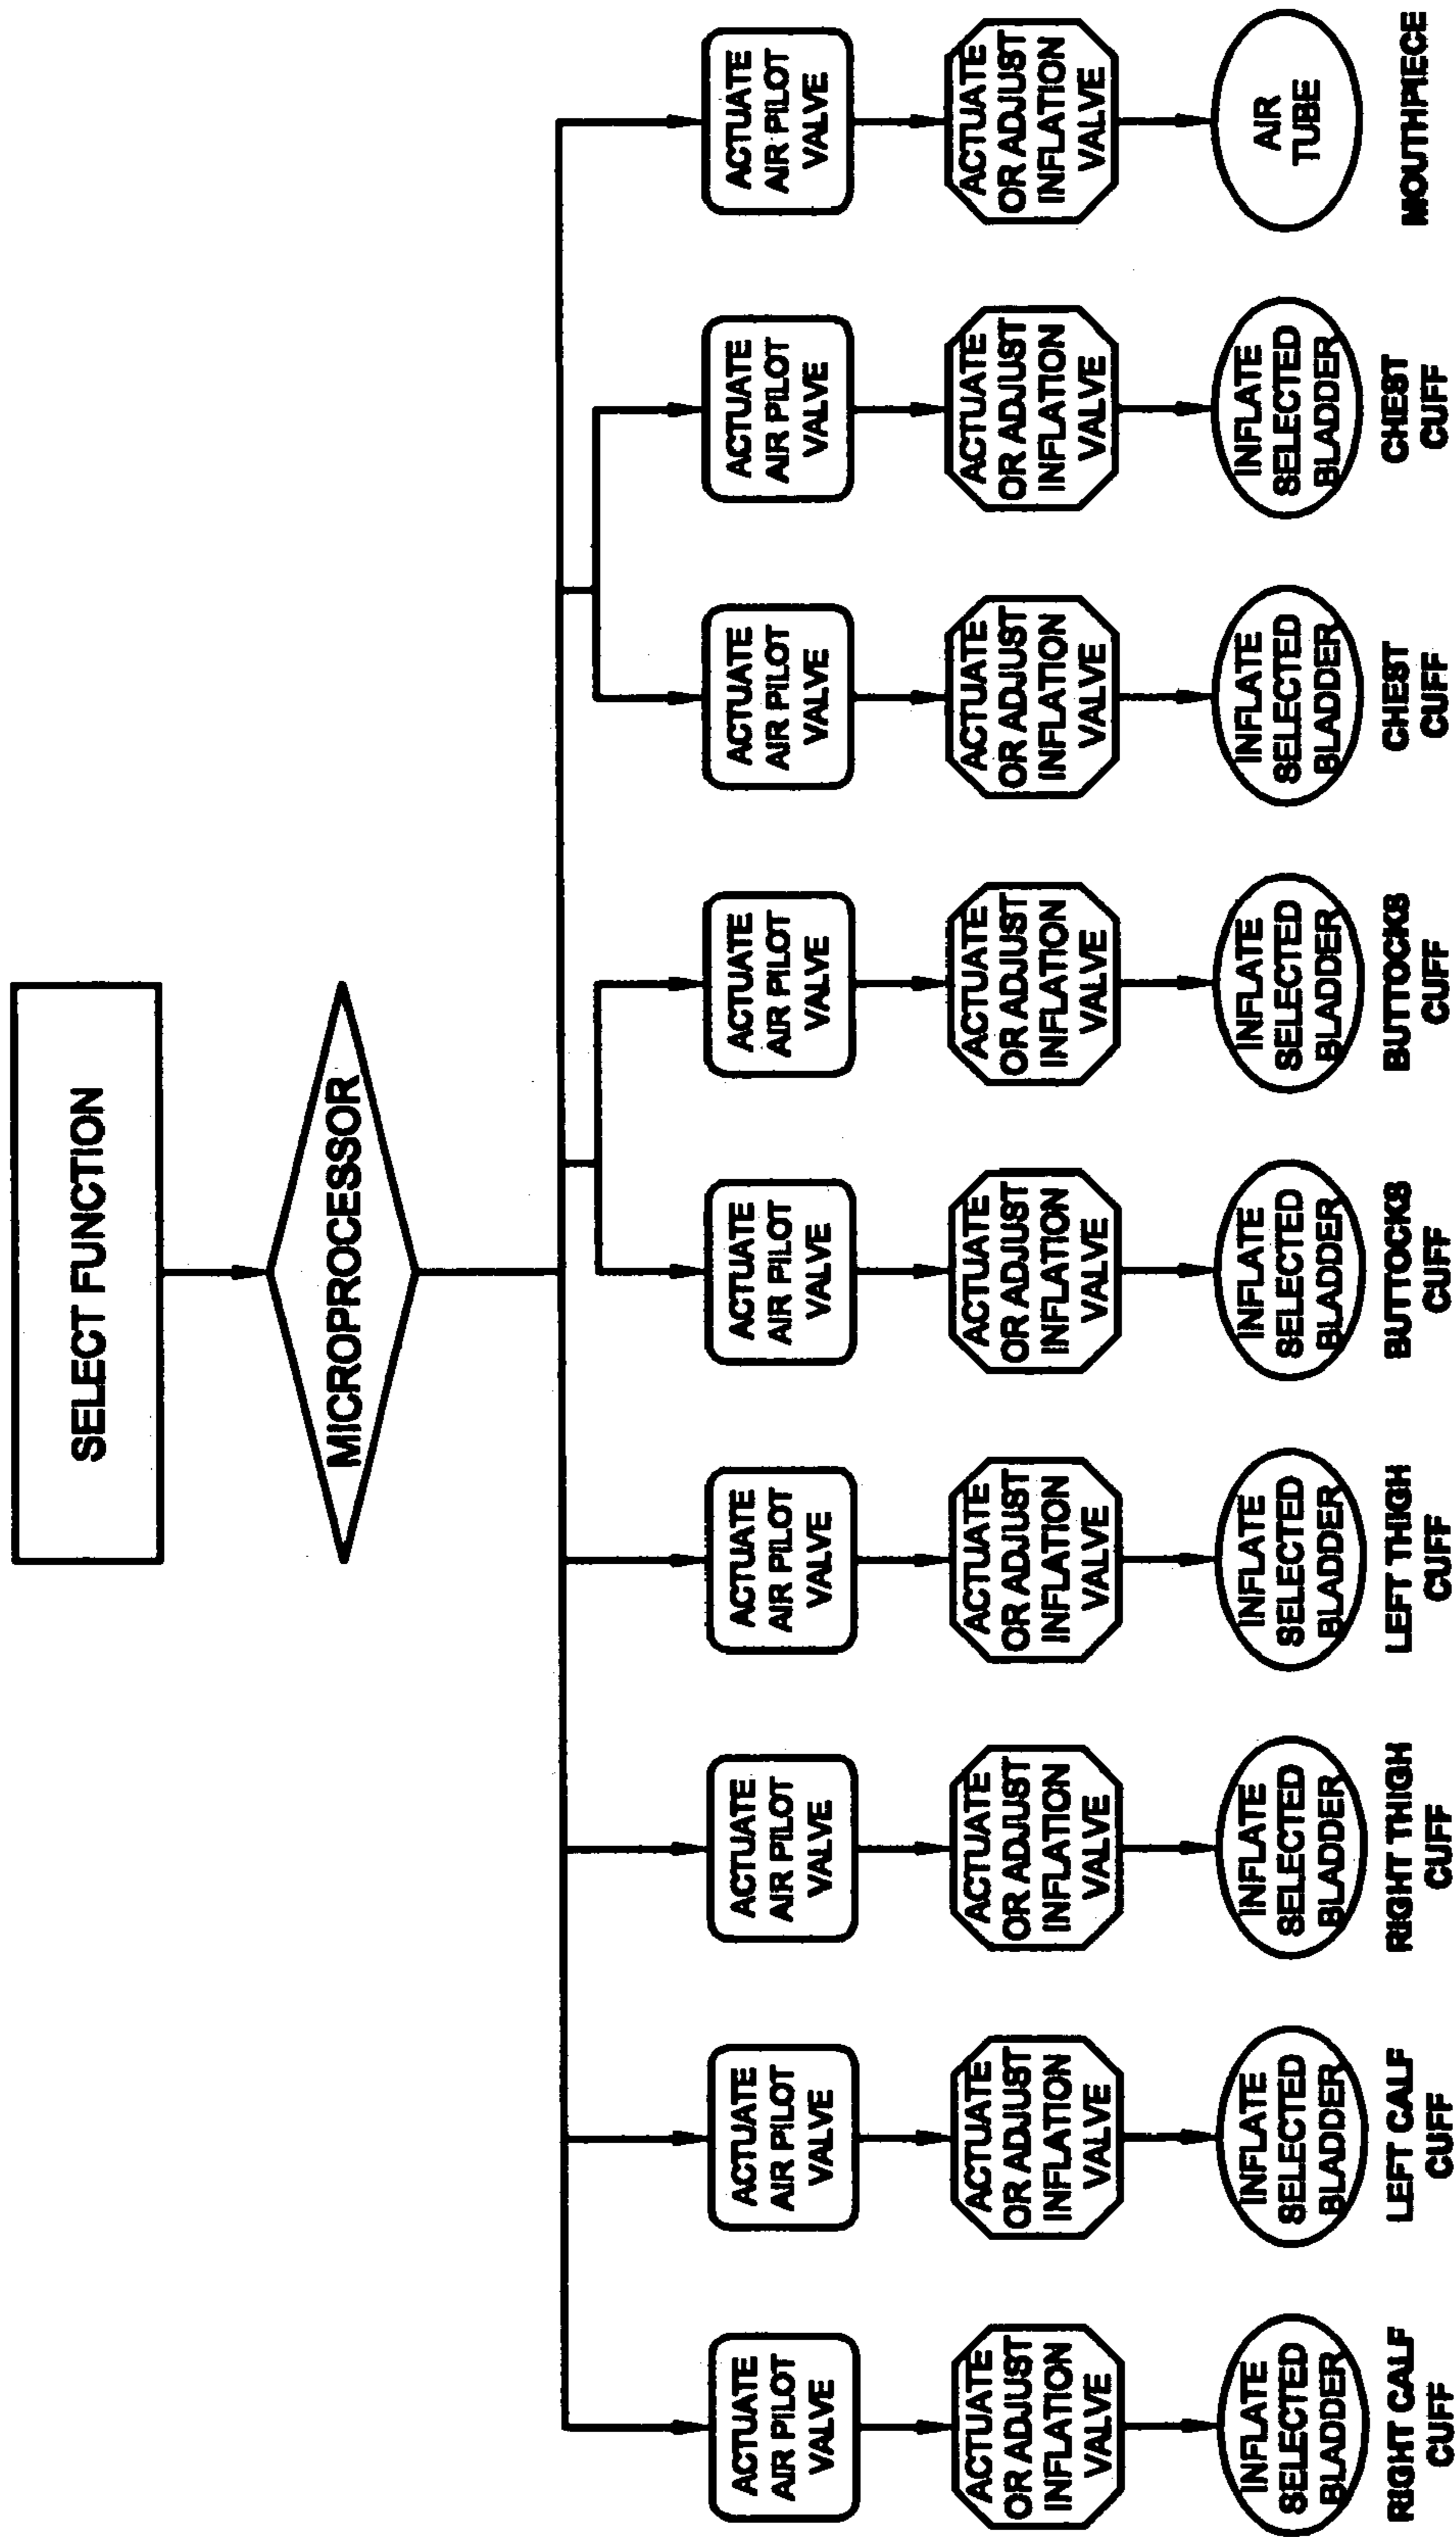 SELECT FUNCTION
MICROPROCESSOR
ACTUATE
AIR PILOT
VALVE
ACTUATE
OR ADJUST
INFLATION
VALVE
INFLATE
SELECTED
BLADDER
RIGHT CALF
CUFF
ACTUATE
AIR PILOT
VALVE
ACTUATE
OR ADJUST
INFLATION
VALVE
INFLATE
SELECTED
BLADDER
LEFT CALF
CUFF
ACTUATE
AIR PILOT
VALVE
ACTUATE
OR ADJUST
INFLATION
VALVE
INFLATE
SELECTED
BLADDER
RIGHT THIGH
CUFF
ACTUATE
AIR PILOT
VALVE
ACTUATE
OR ADJUST
INFLATION
VALVE
INFLATE
SELECTED
BLADDER
LEFT THIGH
CUFF
ACTUATE
AIR PILOT
VALVE
ACTUATE
OR ADJUST
INFLATION
VALVE
INFLATE
SELECTED
BLADDER
BUTTOCKS
CUFF
ACTUATE
AIR PILOT
VALVE
ACTUATE
OR ADJUST
INFLATION
VALVE
INFLATE
SELECTED
BLADDER
BUTTOCKS
CUFF
ACTUATE
AIR PILOT
VALVE
ACTUATE
OR ADJUST
INFLATION
VALVE
INFLATE
SELECTED
BLADDER
CHEST
CUFF
ACTUATE
AIR PILOT
VALVE
ACTUATE
OR ADJUST
INFLATION
VALVE
INFLATE
SELECTED
BLADDER
CHEST
CUFF
ACTUATE
AIR PILOT
VALVE
ACTUATE
OR ADJUST
INFLATION
VALVE
AIR
TUBE
MOUTHPIECE